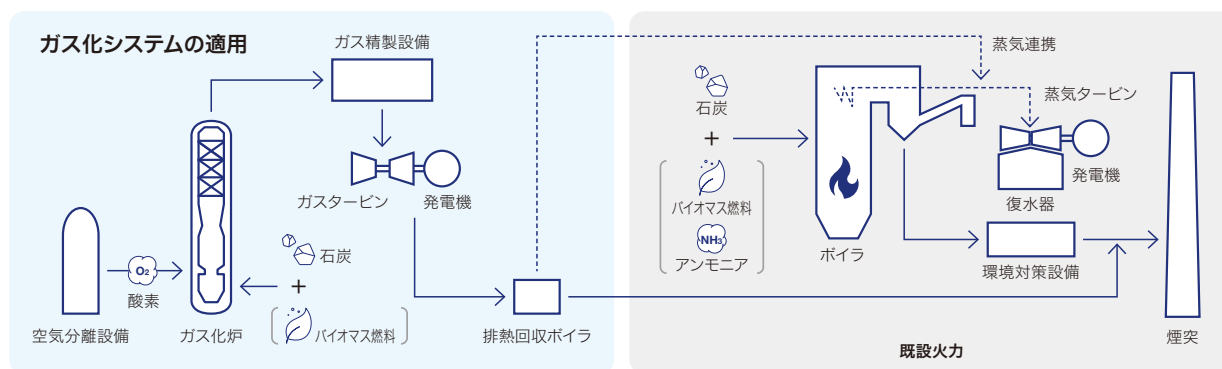 ガス化システムの適用
ガス精製設備
ガスタービン
発電機
石炭
+
バイオマス燃料
O2
酸素
空気分離設備
ガス化炉
排熱回収ボイラ
蒸気連携
石炭
+
バイオマス燃料
NH3
アンモニア
ボイラ
蒸気タービン
発電機
復水器
環境対策設備
煙突
既設火力